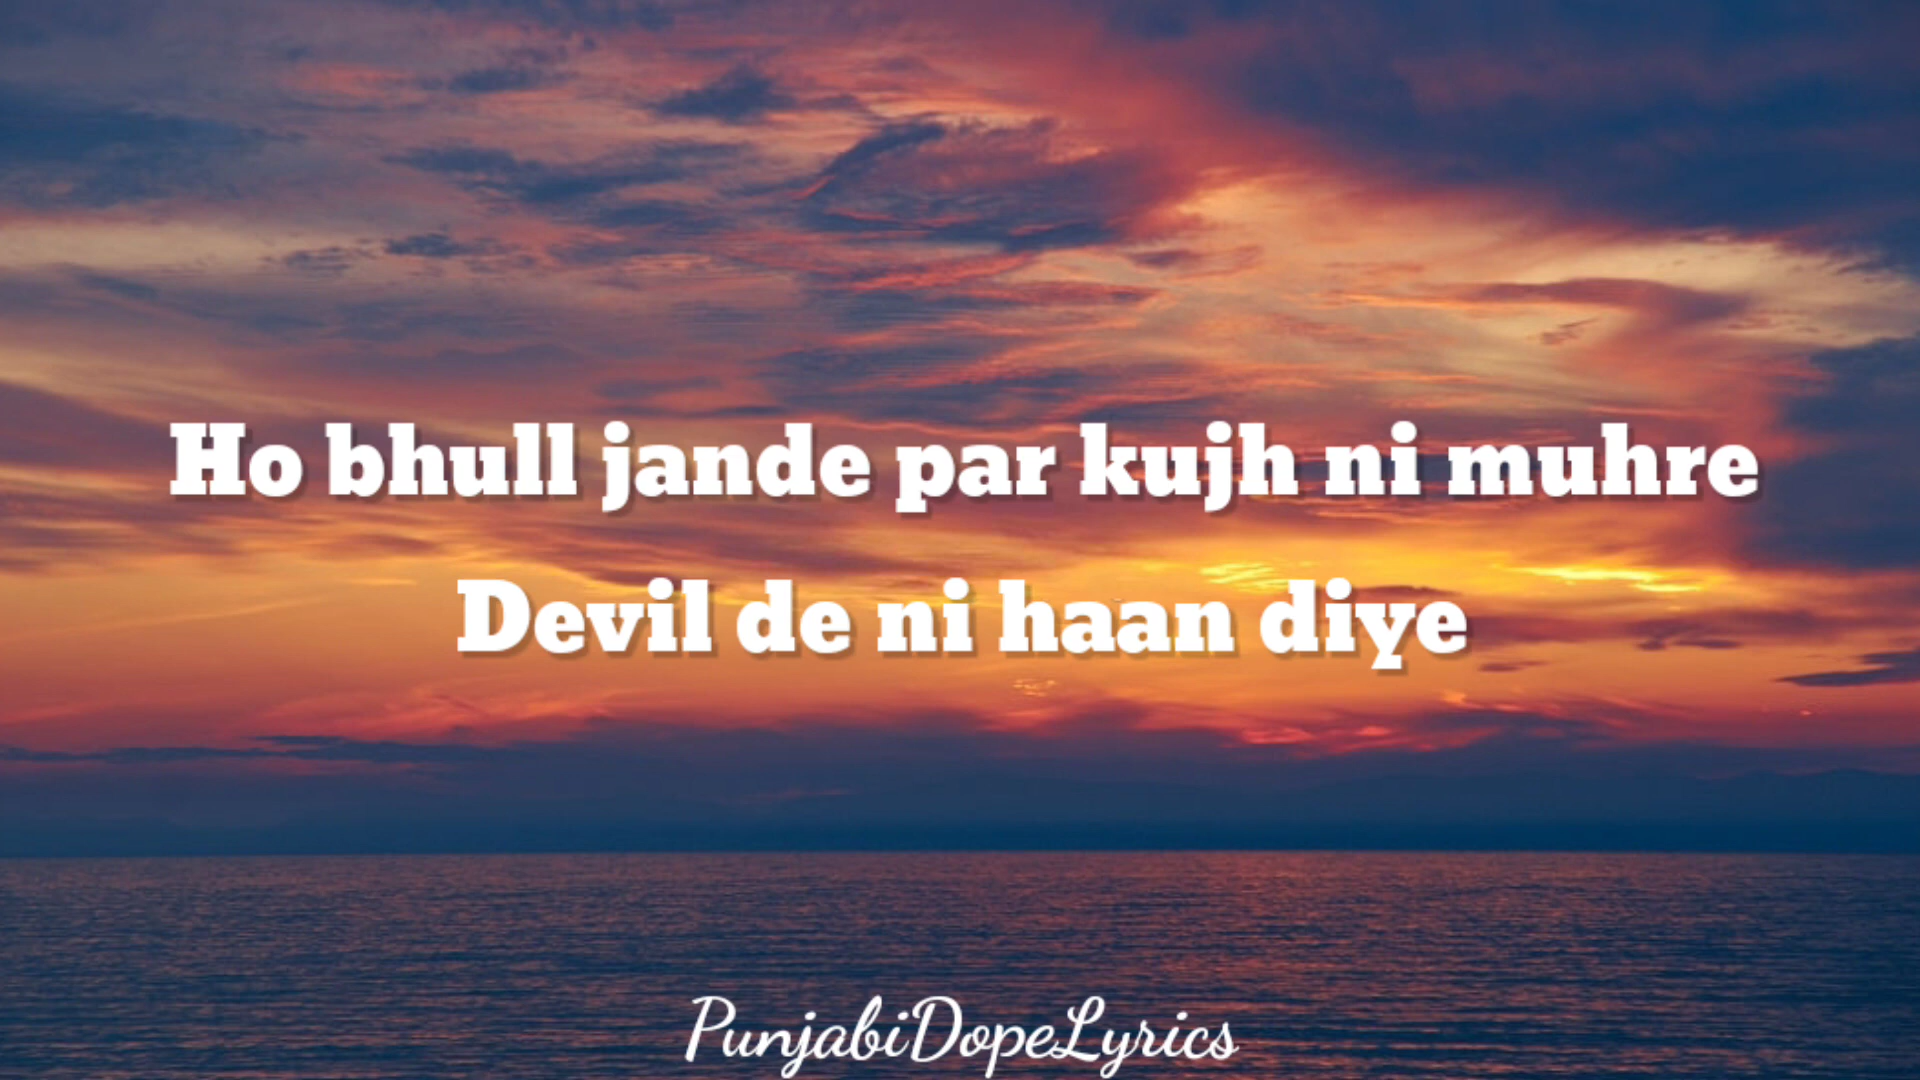 Ho bhull jande par kujh ni muhre
Devil de ni haan diye
PunjabiDopeLyrics